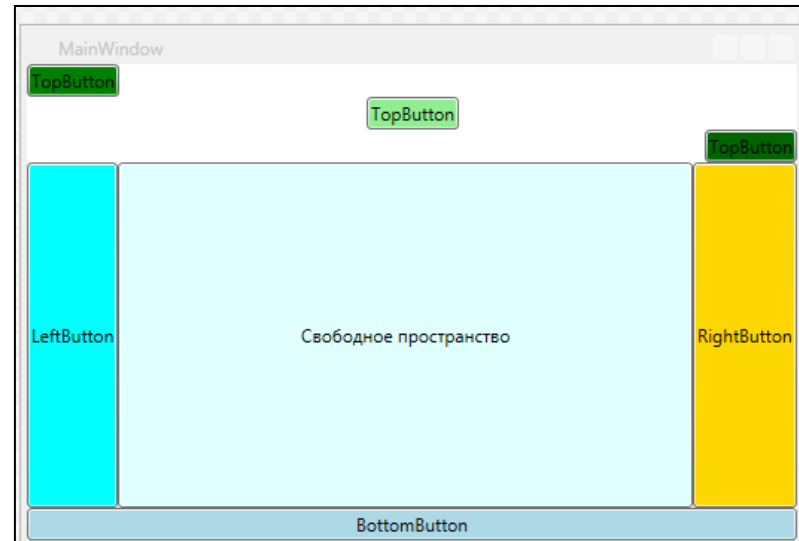 MainWindow
TopButton
TopButton
TopButton
LeftButton
Свободное пространство
RightButton
BottomButton